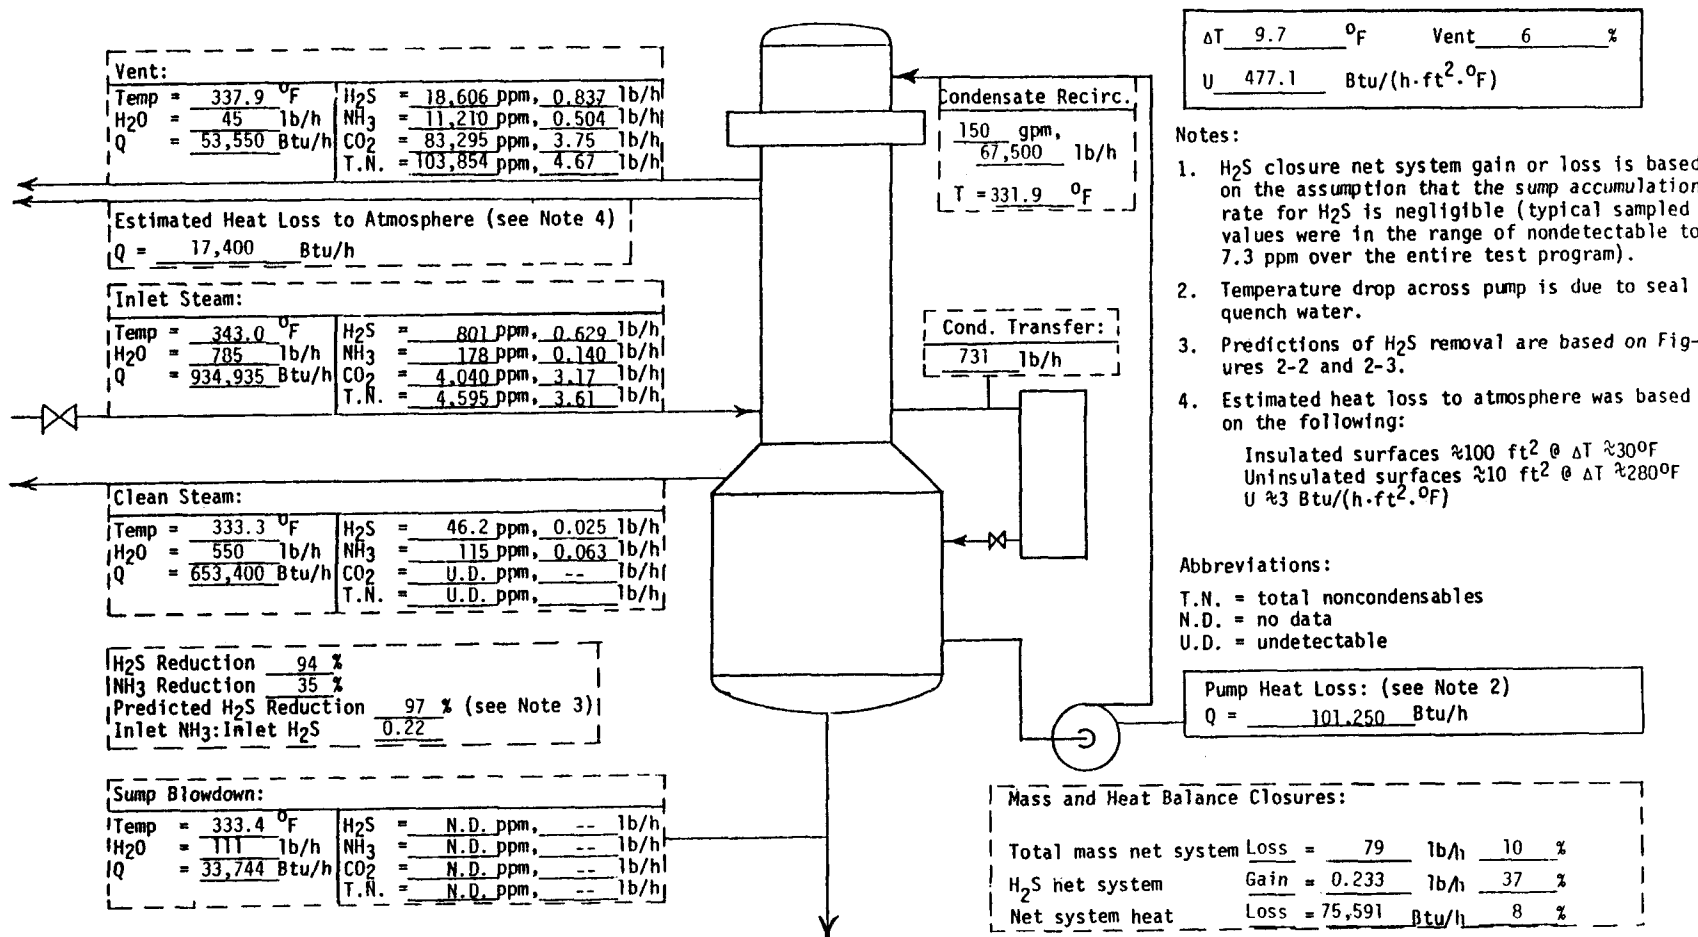 Vent:
Temp = 337.9 °F H2S = 18,606 ppm, 0.837 lb/h
H2O = 45 lb/h NH3 = 11,210 ppm, 0.504 lb/h
Q = 53,550 Btu/h CO2 = 83,295 ppm, 3.75 lb/h
T.N. = 103,854 ppm, 4.67 lb/h
Estimated Heat Loss to Atmosphere (see Note 4)
Q = 17,400 Btu/h
Inlet Steam:
Temp = 343.0 °F H2S = 801 ppm, 0.629 lb/h
H2O = 785 lb/h NH3 = 178 ppm, 0.140 lb/h
Q = 934,935 Btu/h CO2 = 4,040 ppm, 3.17 lb/h
T.N. = 4,595 ppm, 3.61 lb/h
Clean Steam:
Temp = 333.3 °F H2S = 46.2 ppm, 0.025 lb/h
H2O = 550 lb/h NH3 = 115 ppm, 0.063 lb/h
Q = 653,400 Btu/h CO2 = U.D. ppm, -- lb/h
T.N. = U.D. ppm, lb/h
H2S Reduction 94 %
NH3 Reduction 35 %
Predicted H2S Reduction 97 % (see Note 3)
Inlet NH3:Inlet H2S 0.22
Sump Blowdown:
Temp = 333.4 °F H2S = N.D. ppm, -- lb/h
H2O = 111 lb/h NH3 = N.D. ppm, -- lb/h
Q = 33,744 Btu/h CO2 = N.D. ppm, -- lb/h
T.N. = N.D. ppm, -- lb/h
Condensate Recirc.
150 gpm,
67,500 lb/h
T = 331.9 °F
Cond. Transfer:
731 lb/h
ΔT 9.7 °F Vent 6 %
U 477.1 Btu/(h·ft2·°F)
Notes:
1. H2S closure net system gain or loss is based
on the assumption that the sump accumulation
rate for H2S is negligible (typical sampled
values were in the range of nondetectable to
7.3 ppm over the entire test program).
2. Temperature drop across pump is due to seal
quench water.
3. Predictions of H2S removal are based on Fig-
ures 2-2 and 2-3.
4. Estimated heat loss to atmosphere was based
on the following:
Insulated surfaces ≈100 ft2 @ ΔT ≈30°F
Uninsulated surfaces ≈10 ft2 @ ΔT ≈280°F
U ≈3 Btu/(h·ft2·°F)
Abbreviations:
T.N. = total noncondensables
N.D. = no data
U.D. = undetectable
Pump Heat Loss: (see Note 2)
Q = 101,250 Btu/h
Mass and Heat Balance Closures:
Total mass net system Loss = 79 lb/h 10 %
H2S net system Gain = 0.233 lb/h 37 %
Net system heat Loss = 75,591 Btu/h 8 %